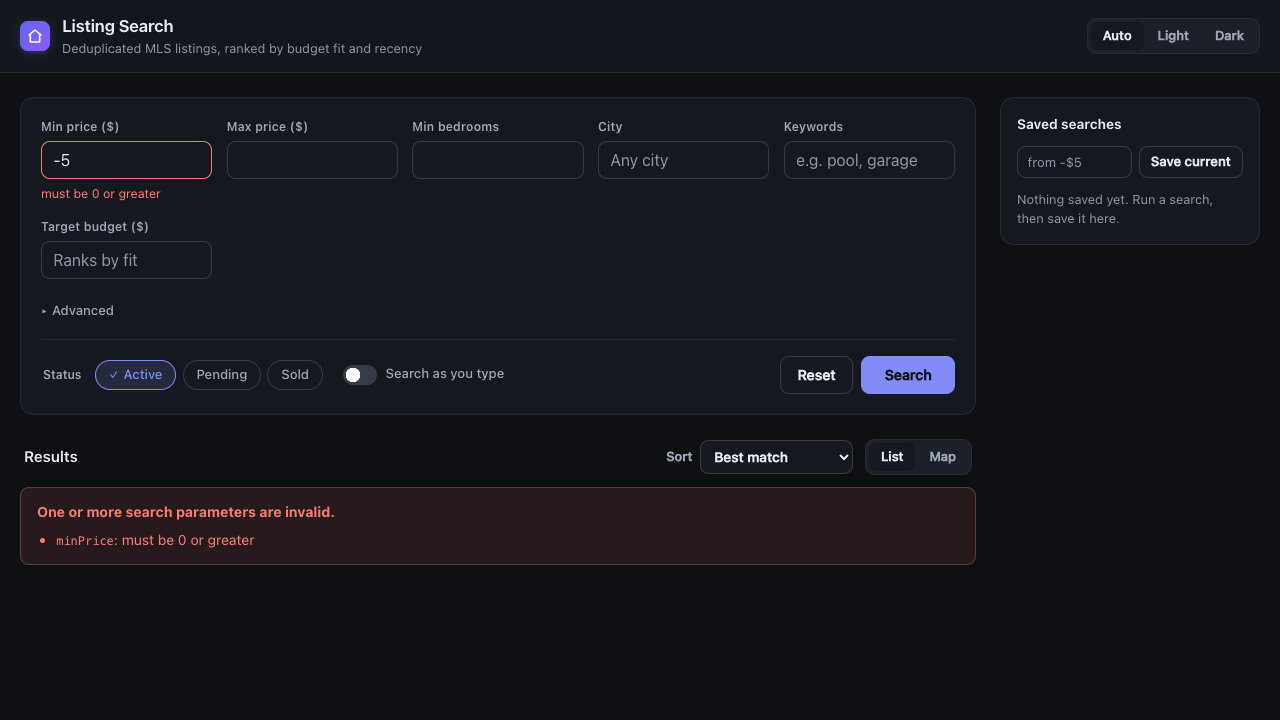 Listing Search
Deduplicated MLS listings, ranked by budget fit and recency
Auto Light Dark
Min price ($) Max price ($) Min bedrooms City Keywords
-5 Any city e.g. pool, garage
must be 0 or greater
Target budget ($)
Ranks by fit
▸ Advanced
Status ✓ Active Pending Sold Search as you type Reset Search
Saved searches
from -$5 Save current
Nothing saved yet. Run a search,
then save it here.
Results Sort Best match List Map
One or more search parameters are invalid.
• minPrice: must be 0 or greater